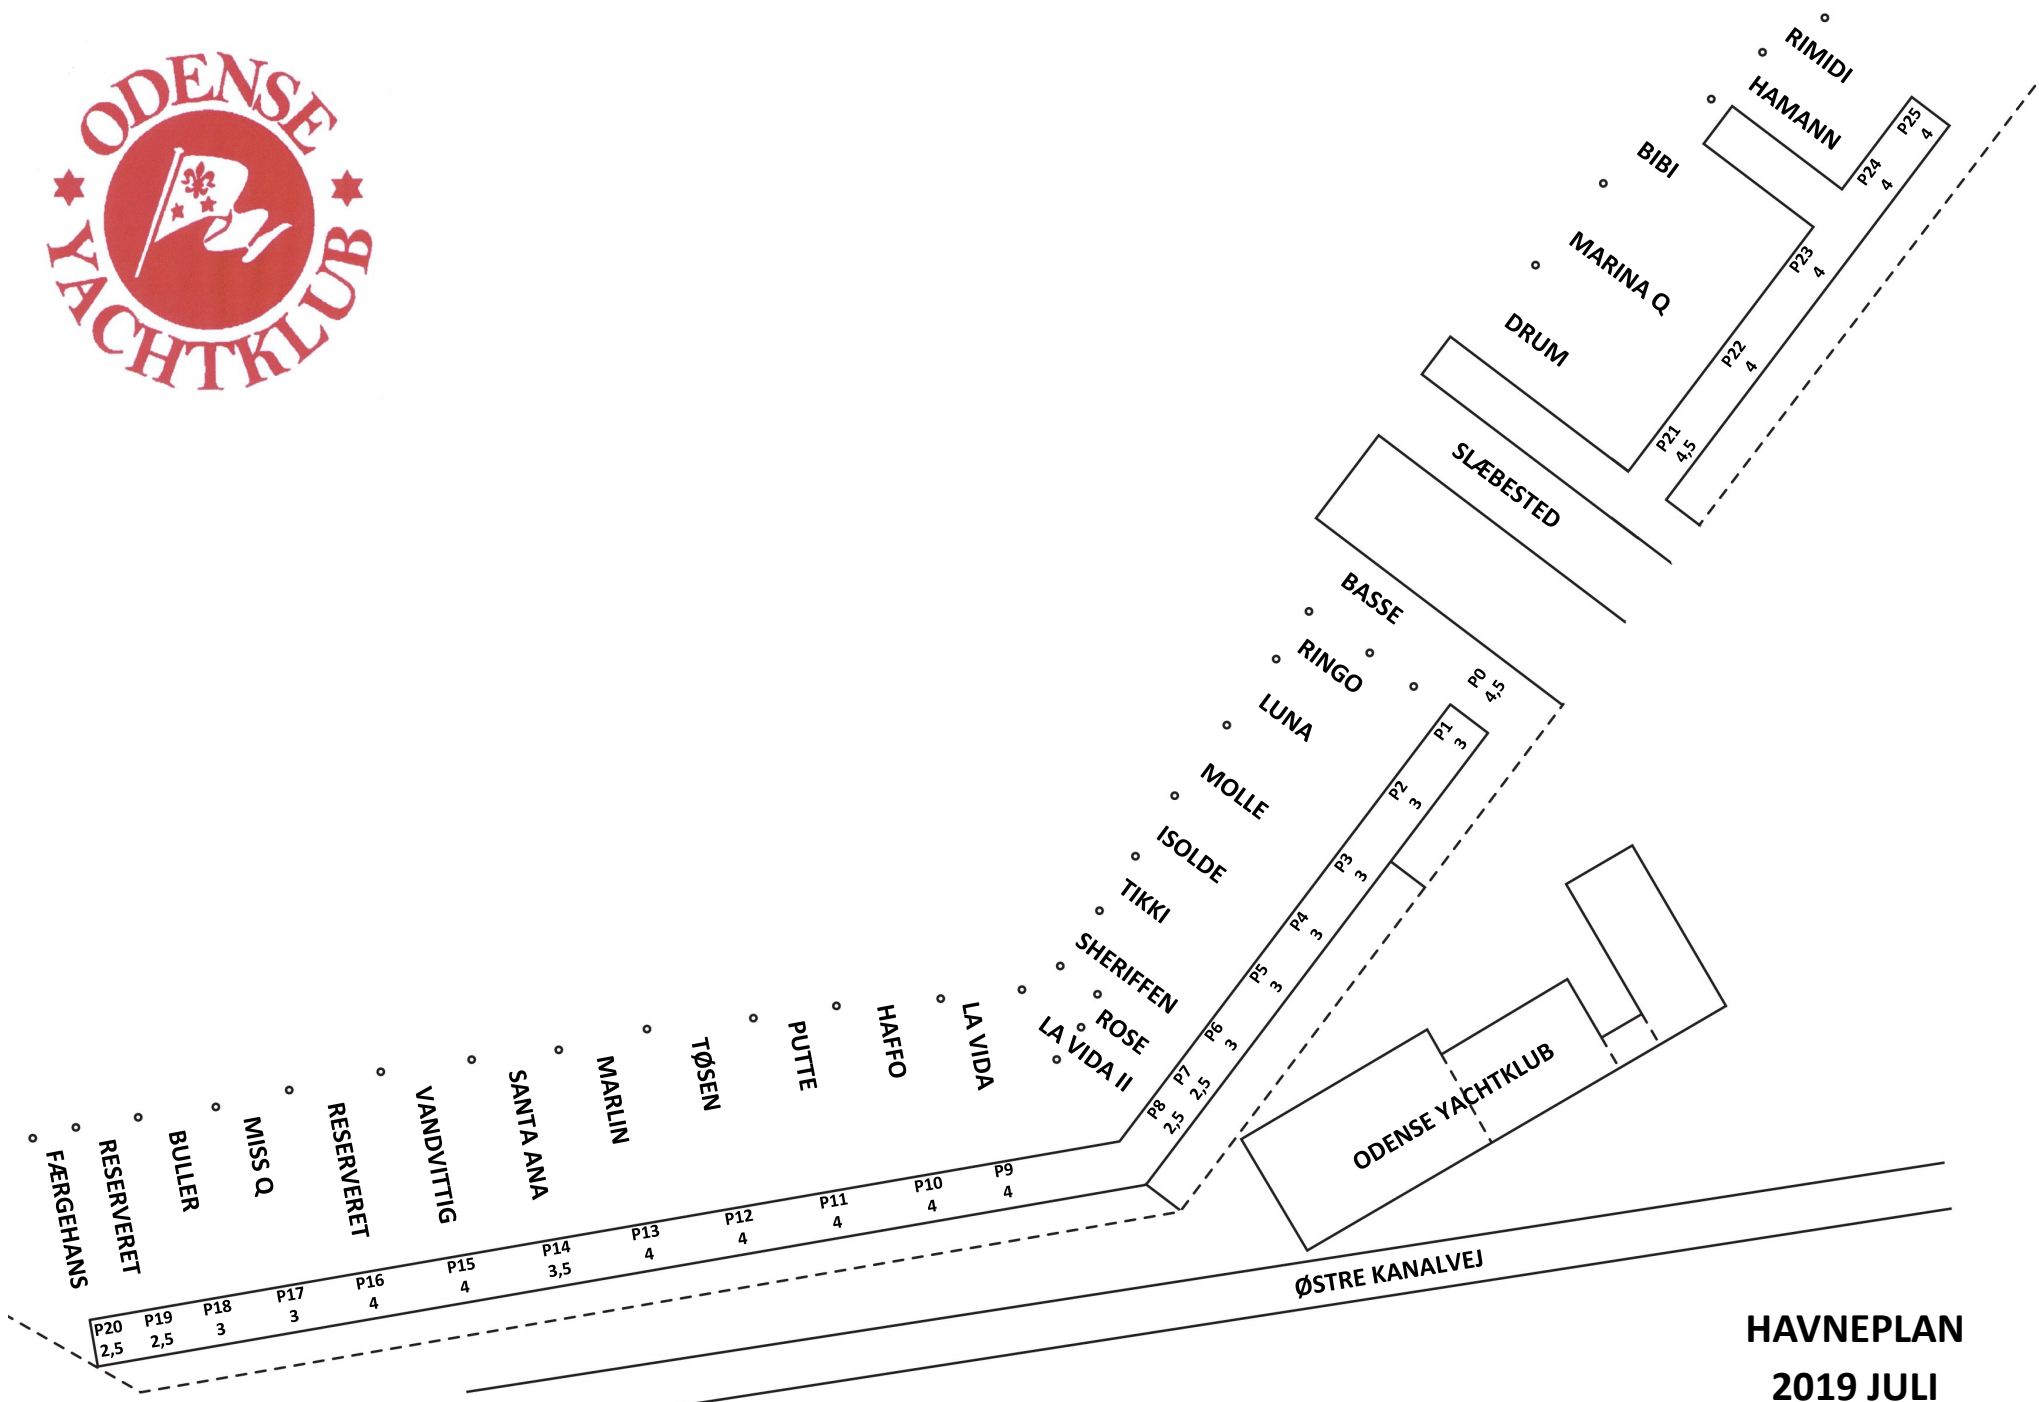 ODENSE
YACHTKLUB
RIMIDI
HAMANN
BIBI
MARINA Q
DRUM
P25
4
P24
4
P23
4
P22
4
P21
4,5
SLÆBESTED
BASSE
RINGO
LUNA
MOLLE
ISOLDE
TIKKI
SHERIFFEN
ROSE
LA VIDA II
P0
4,5
P1
3
P2
3
P3
3
P4
3
P5
3
P6
3
P7
2,5
P8
2,5
FÆRGEHANS
RESERVERET
BULLER
MISS Q
RESERVERET
VANDVITTIG
SANTA ANA
MARLIN
TØSEN
PUTTE
HAFFO
LA VIDA
P20
2,5
P19
2,5
P18
3
P17
3
P16
4
P15
4
P14
3,5
P13
4
P12
4
P11
4
P10
4
P9
4
ODENSE YACHTKLUB
ØSTRE KANALVEJ
HAVNEPLAN
2019 JULI